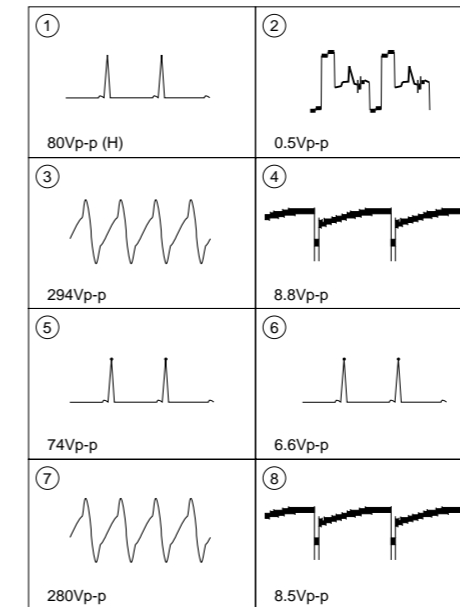 ① ②
80Vp-p (H) 0.5Vp-p
③ ④
294Vp-p 8.8Vp-p
⑤ ⑥
74Vp-p 6.6Vp-p
⑦ ⑧
280Vp-p 8.5Vp-p